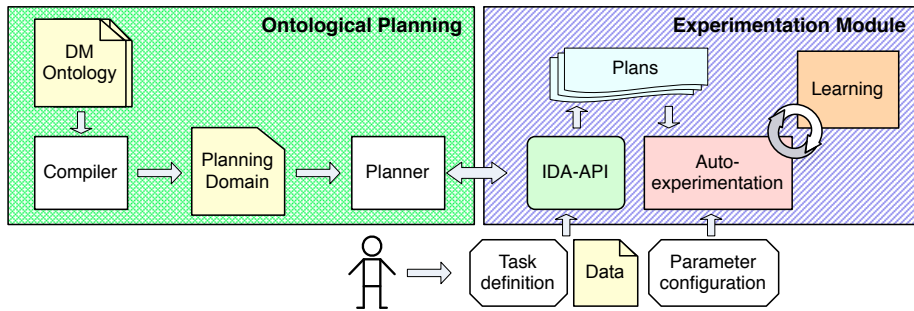 Ontological Planning
DM
Ontology
Compiler
Planning
Domain
Planner
Experimentation Module
Plans
Learning
IDA-API
Auto-
experimentation
Task
definition
Data
Parameter
configuration